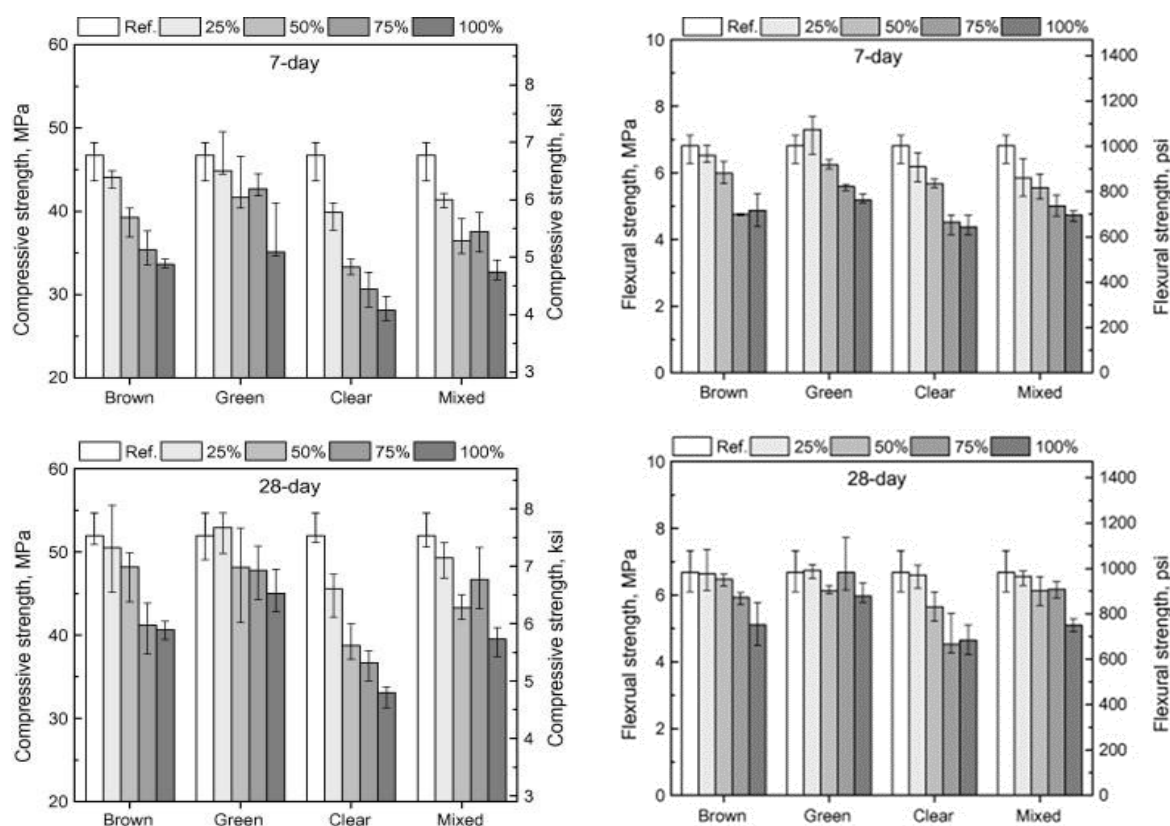 Ref. 25% 50% 75% 100%
7-day
Compressive strength, MPa
60
50
40
30
20
Compressive strength, ksi
8
7
6
5
4
3
Brown Green Clear Mixed
Ref. 25% 50% 75% 100%
7-day
Flexural strength, MPa
10
8
6
4
2
0
Flexural strength, psi
1400
1200
1000
800
600
400
200
0
Brown Green Clear Mixed
Ref. 25% 50% 75% 100%
28-day
Compressive strength, MPa
60
50
40
30
20
Compressive strength, ksi
8
7
6
5
4
3
Brown Green Clear Mixed
Ref. 25% 50% 75% 100%
28-day
Flexrual strength, MPa
10
8
6
4
2
0
Flexural strength, psi
1400
1200
1000
800
600
400
200
0
Brown Green Clear Mixed